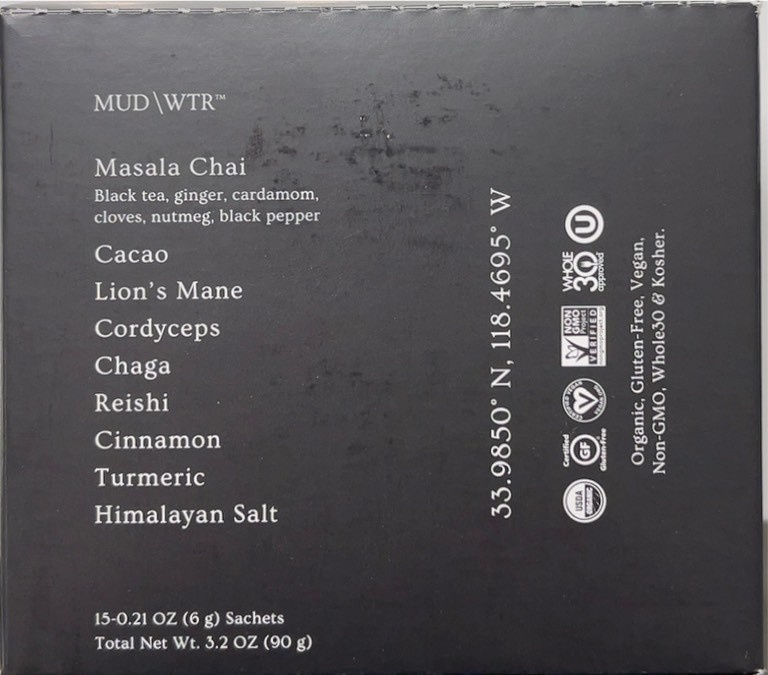 MUD\WTR™
Masala Chai
Black tea, ginger, cardamom,
cloves, nutmeg, black pepper
Cacao
Lion's Mane
Cordyceps
Chaga
Reishi
Cinnamon
Turmeric
Himalayan Salt
15-0.21 OZ (6 g) Sachets
Total Net Wt. 3.2 OZ (90 g)
33.9850° N, 118.4695° W
USDA
ORGANIC
Certified
GF
Gluten-Free
CERTIFIED VEGAN
NON
GMO
Project
VERIFIED
WHOLE
30
approved
U
Organic, Gluten-Free, Vegan,
Non-GMO, Whole30 & Kosher.